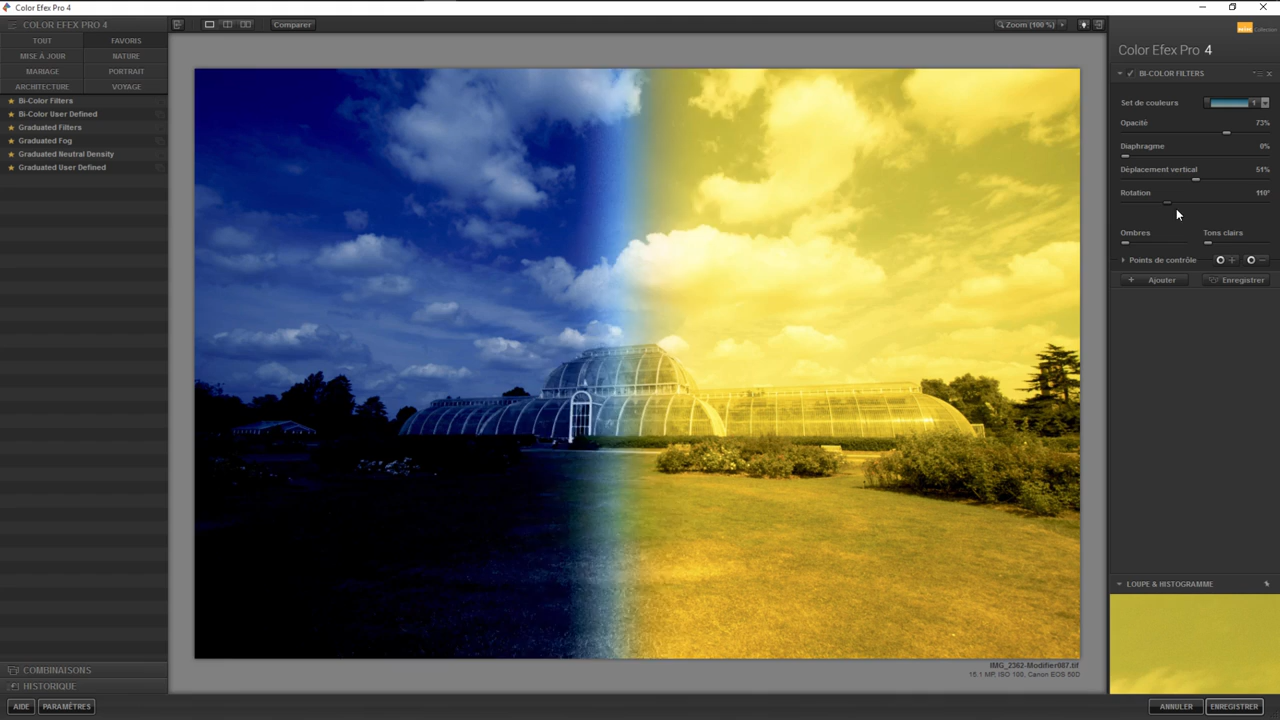 Color Efex Pro 4
COLOR EFEX PRO 4
TOUT FAVORIS
MISE À JOUR NATURE
MARIAGE PORTRAIT
ARCHITECTURE VOYAGE
Bi-Color Filters
Bi-Color User Defined
Graduated Filters
Graduated Fog
Graduated Neutral Density
Graduated User Defined
COMBINAISONS
HISTORIQUE
AIDE PARAMÈTRES
Comparer
Zoom (100 %)
IMG_2362-Modifier087.tif
15.1 MP, ISO 100, Canon EOS 50D
Collection
Color Efex Pro 4
BI-COLOR FILTERS
Set de couleurs 1
Opacité 73%
Diaphragme 0%
Déplacement vertical 51%
Rotation 110°
Ombres Tons clairs
Points de contrôle
+ Ajouter Enregistrer
LOUPE & HISTOGRAMME
ANNULER ENREGISTRER